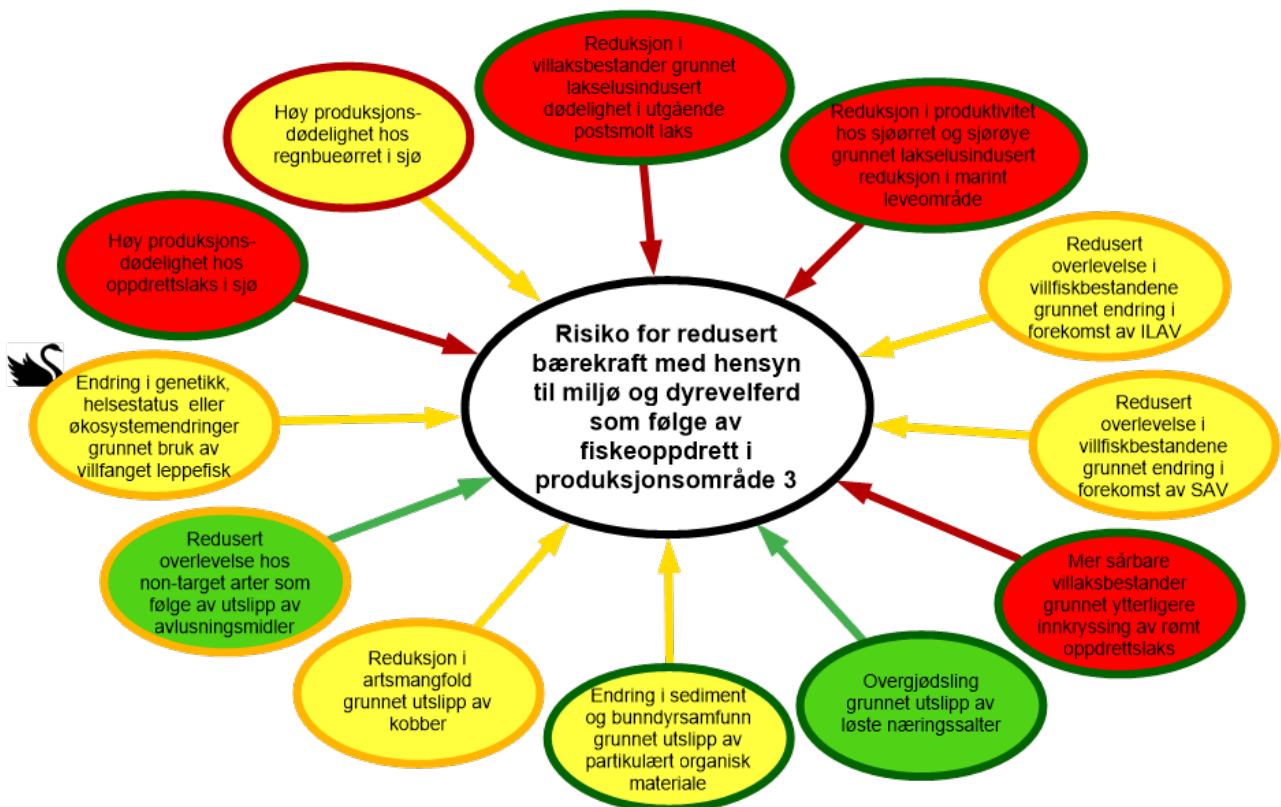 Reduksjon i
villaksbestander grunnet
lakselusindusert
dødelighet i utgående
postsmolt laks
Reduksjon i produktivitet
hos sjøørret og sjørøye
grunnet lakselusindusert
reduksjon i marint
leveområde
Redusert
overlevelse i
villfiskbestandene
grunnet endring i
forekomst av ILAV
Redusert
overlevelse i
villfiskbestandene
grunnet endring i
forekomst av SAV
Mer sårbare
villaksbestander
grunnet ytterligere
innkryssing av rømt
oppdrettslaks
Overgjødsling
grunnet utslipp av
løste næringssalter
Endring i sediment
og bunndyrsamfunn
grunnet utslipp av
partikulært organisk
materiale
Reduksjon i
artsmangfold
grunnet utslipp av
kobber
Redusert
overlevelse hos
non-target arter som
følge av utslipp av
avlusningsmidler
Endring i genetikk,
helsestatus eller
økosystemendringer
grunnet bruk av
villfanget leppefisk
Høy produksjons-
dødelighet hos
oppdrettslaks i sjø
Høy produksjons-
dødelighet hos
regnbueørret i sjø
Risiko for redusert
bærekraft med hensyn
til miljø og dyrevelferd
som følge av
fiskeoppdrett i
produksjonsområde 3